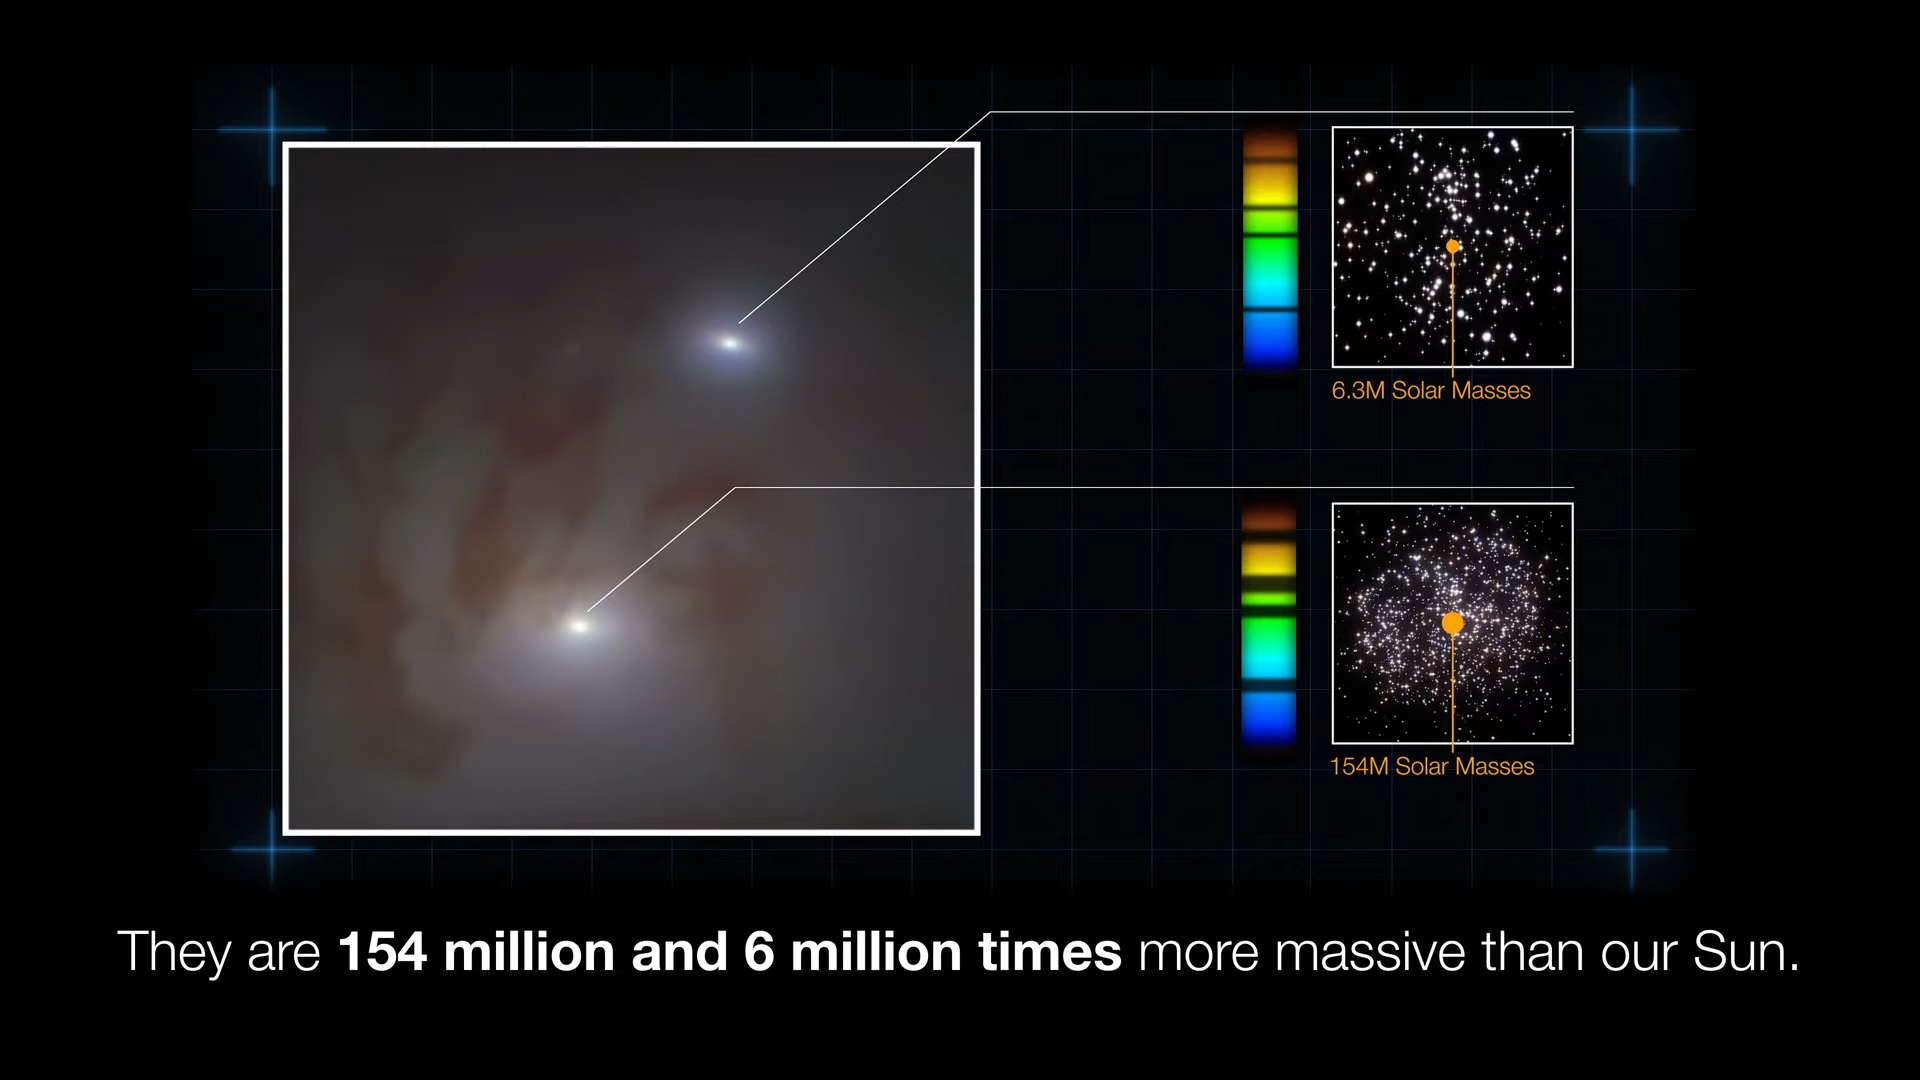 6.3M Solar Masses
154M Solar Masses
They are 154 million and 6 million times more massive than our Sun.